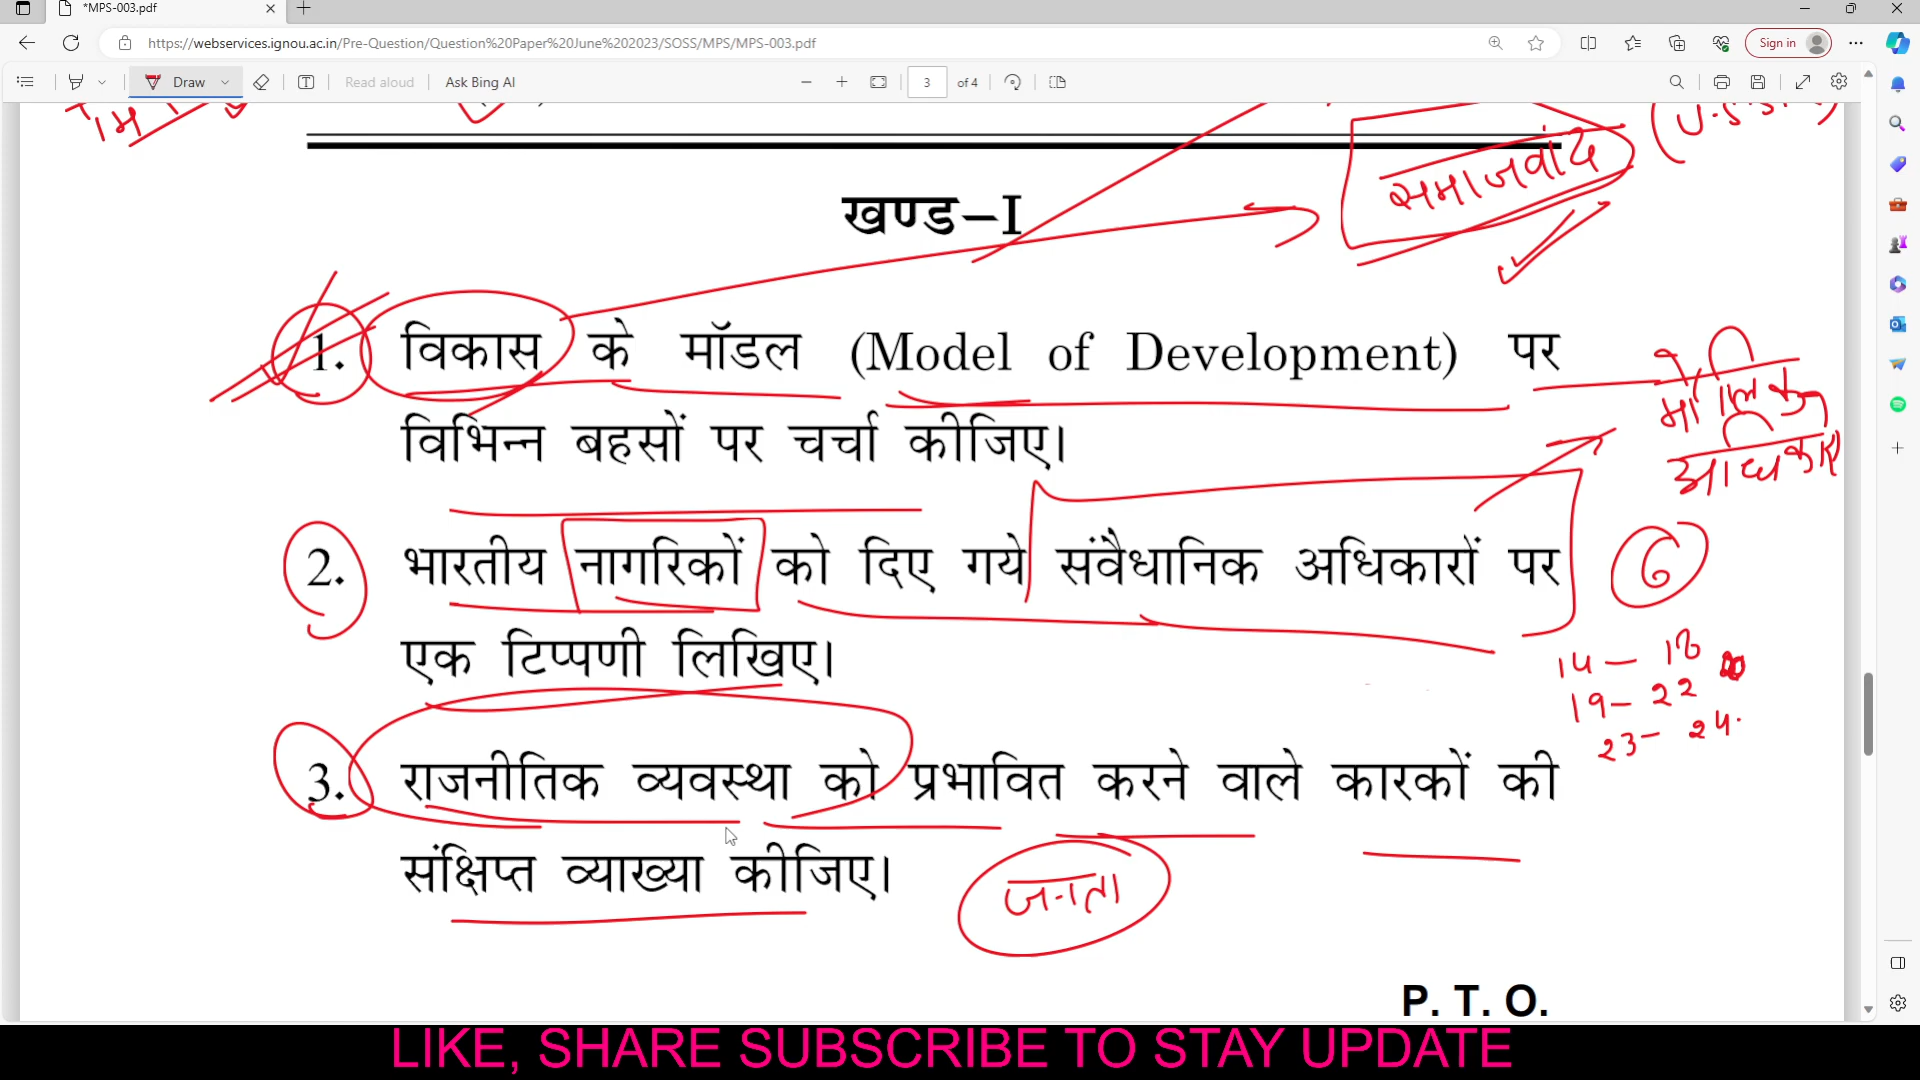 *MPS-003.pdf
https://webservices.ignou.ac.in/Pre-Question/Question%20Paper%20June%202023/SOSS/MPS/MPS-003.pdf
Sign in
Draw
Read aloud
Ask Bing AI
3 of 4
समाजवाद
खण्ड–I
1. विकास के मॉडल (Model of Development) पर
विभिन्न बहसों पर चर्चा कीजिए।
मौलिक
अधिकार
2. भारतीय नागरिकों को दिए गये संवैधानिक अधिकारों पर
6
एक टिप्पणी लिखिए।
14 – 18
19 – 22
23 – 24.
3. राजनीतिक व्यवस्था को प्रभावित करने वाले कारकों की
संक्षिप्त व्याख्या कीजिए।
जनता
P. T. O.
LIKE, SHARE SUBSCRIBE TO STAY UPDATE